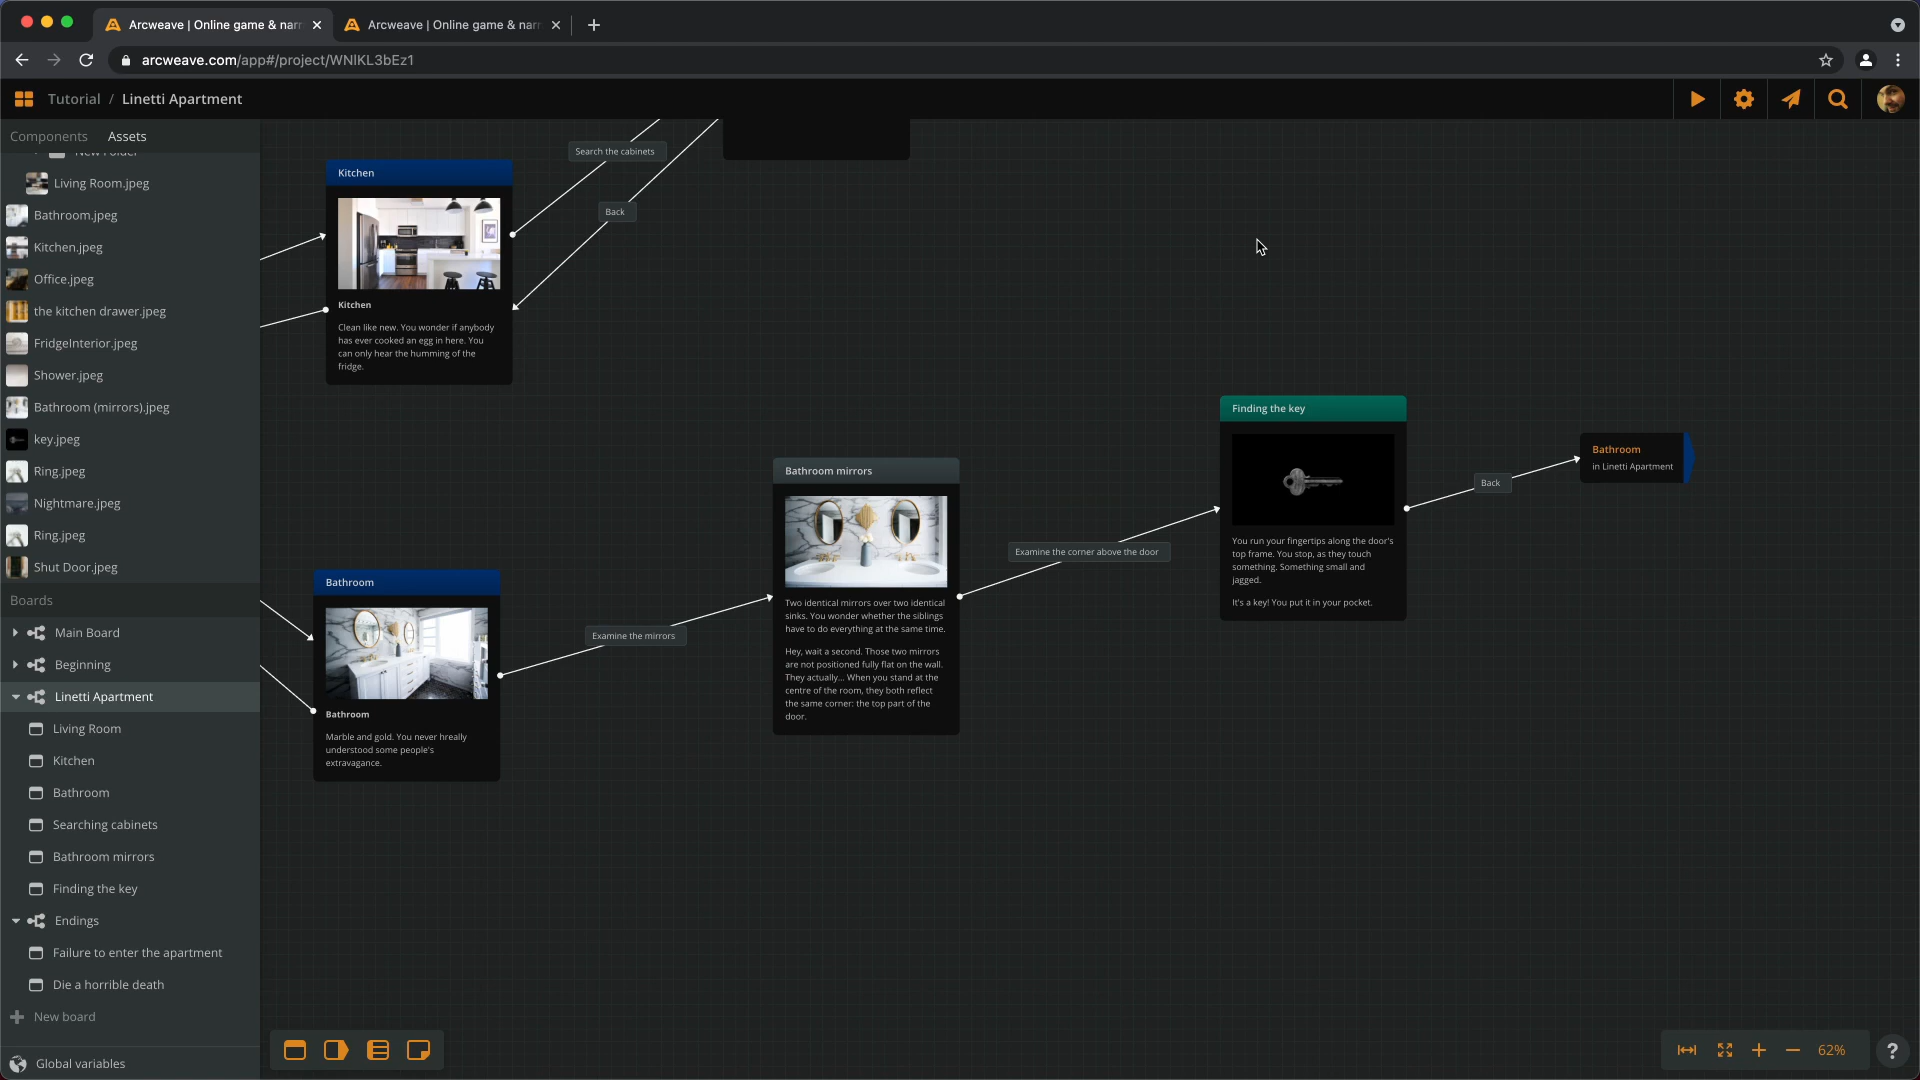 Arcweave | Online game & narr
Arcweave | Online game & narr
arcweave.com/app#/project/WNlKL3bEz1
Tutorial / Linetti Apartment
Components Assets
New Folder
Living Room.jpeg
Bathroom.jpeg
Kitchen.jpeg
Office.jpeg
the kitchen drawer.jpeg
FridgeInterior.jpeg
Shower.jpeg
Bathroom (mirrors).jpeg
key.jpeg
Ring.jpeg
Nightmare.jpeg
Ring.jpeg
Shut Door.jpeg
Boards
Main Board
Beginning
Linetti Apartment
Living Room
Kitchen
Bathroom
Searching cabinets
Bathroom mirrors
Finding the key
Endings
Failure to enter the apartment
Die a horrible death
New board
Global variables
Search the cabinets
Back
Kitchen
Kitchen
Clean like new. You wonder if anybody
has ever cooked an egg in here. You
can only hear the humming of the
fridge.
Bathroom
Bathroom
Marble and gold. You never hreally
understood some people's
extravagance.
Examine the mirrors
Bathroom mirrors
Two identical mirrors over two identical
sinks. You wonder whether the siblings
have to do everything at the same time.
Hey, wait a second. Those two mirrors
are not positioned fully flat on the wall.
They actually... When you stand at the
centre of the room, they both reflect
the same corner: the top part of the
door.
Examine the corner above the door
Finding the key
You run your fingertips along the door's
top frame. You stop, as they touch
something. Something small and
jagged.
It's a key! You put it in your pocket.
Back
Bathroom
in Linetti Apartment
62%
?